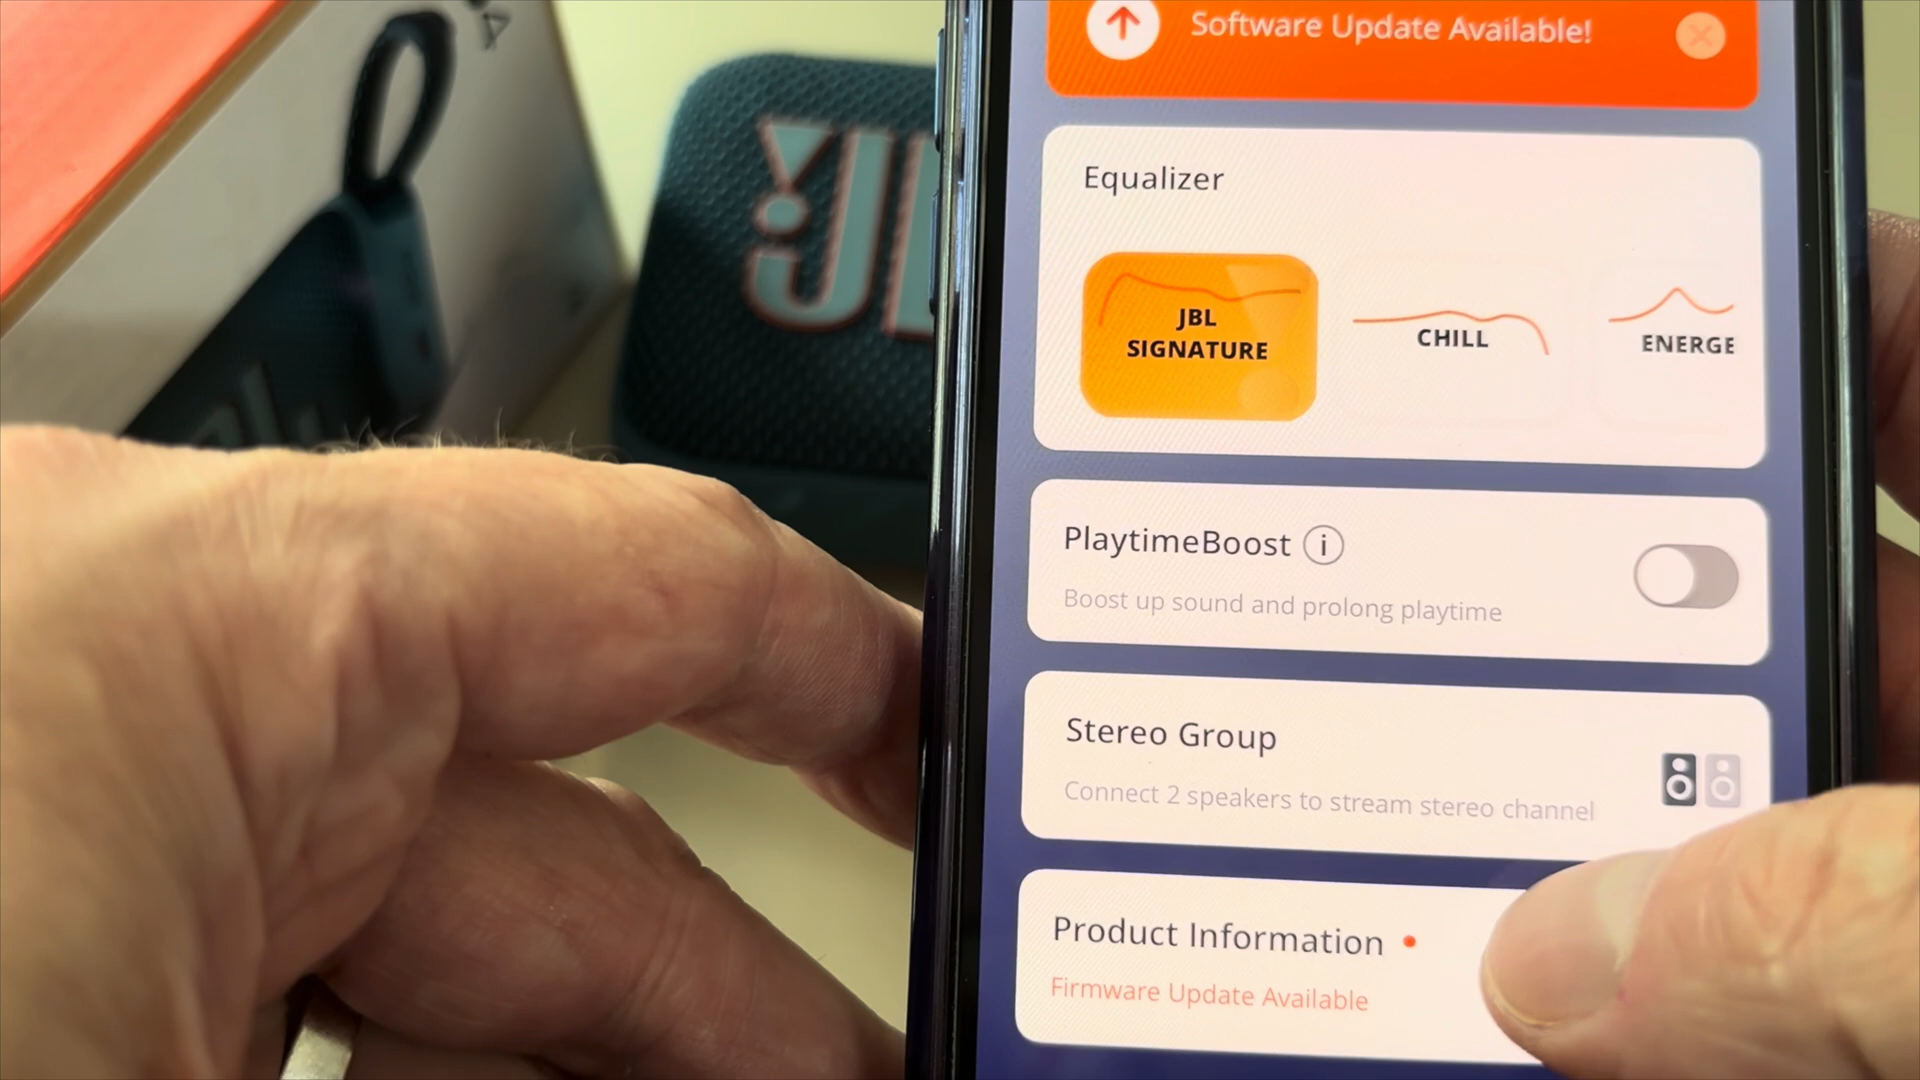 Software Update Available!
Equalizer
JBL
SIGNATURE
CHILL
ENERGE
PlaytimeBoost i
Boost up sound and prolong playtime
Stereo Group
Connect 2 speakers to stream stereo channel
Product Information
Firmware Update Available